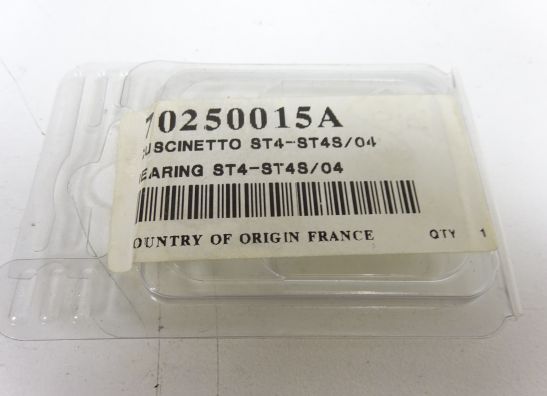 70250015A
USCINETTO ST4-ST4S/04
EARING ST4-ST4S/04
OUNTRY OF ORIGIN FRANCE QTY 1